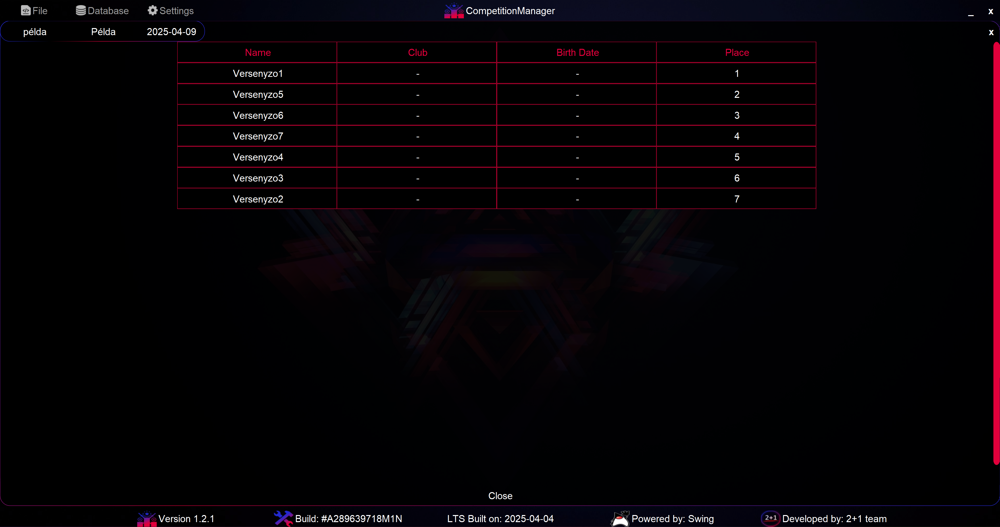 File Database Settings CompetitionManager _ x
példa Példa 2025-04-09 x
Name Club Birth Date Place
Versenyzo1 - - 1
Versenyzo5 - - 2
Versenyzo6 - - 3
Versenyzo7 - - 4
Versenyzo4 - - 5
Versenyzo3 - - 6
Versenyzo2 - - 7
Close
Version 1.2.1 Build: #A289639718M1N LTS Built on: 2025-04-04 Powered by: Swing 2+1 Developed by: 2+1 team